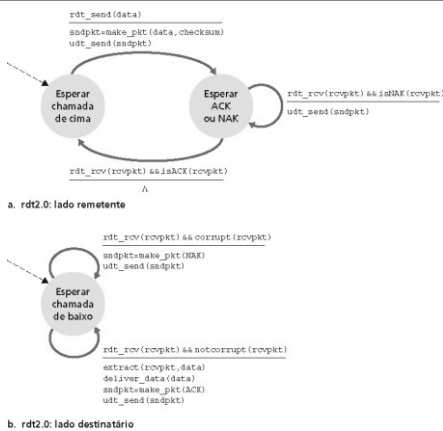 rdt_send(data)
sndpkt=make_pkt(data,checksum)
udt_send(sndpkt)
Esperar
chamada
de cima
Esperar
ACK
ou NAK
rdt_rcv(rcvpkt)&&isNAK(rcvpkt)
udt_send(sndpkt)
rdt_rcv(rcvpkt)&&isACK(rcvpkt)
Λ
a. rdt2.0: lado remetente
rdt_rcv(rcvpkt)&&corrupt(rcvpkt)
sndpkt=make_pkt(NAK)
udt_send(sndpkt)
Esperar
chamada
de baixo
rdt_rcv(rcvpkt)&&notcorrupt(rcvpkt)
extract(rcvpkt,data)
deliver_data(data)
sndpkt=make_pkt(ACK)
udt_send(sndpkt)
b. rdt2.0: lado destinatário